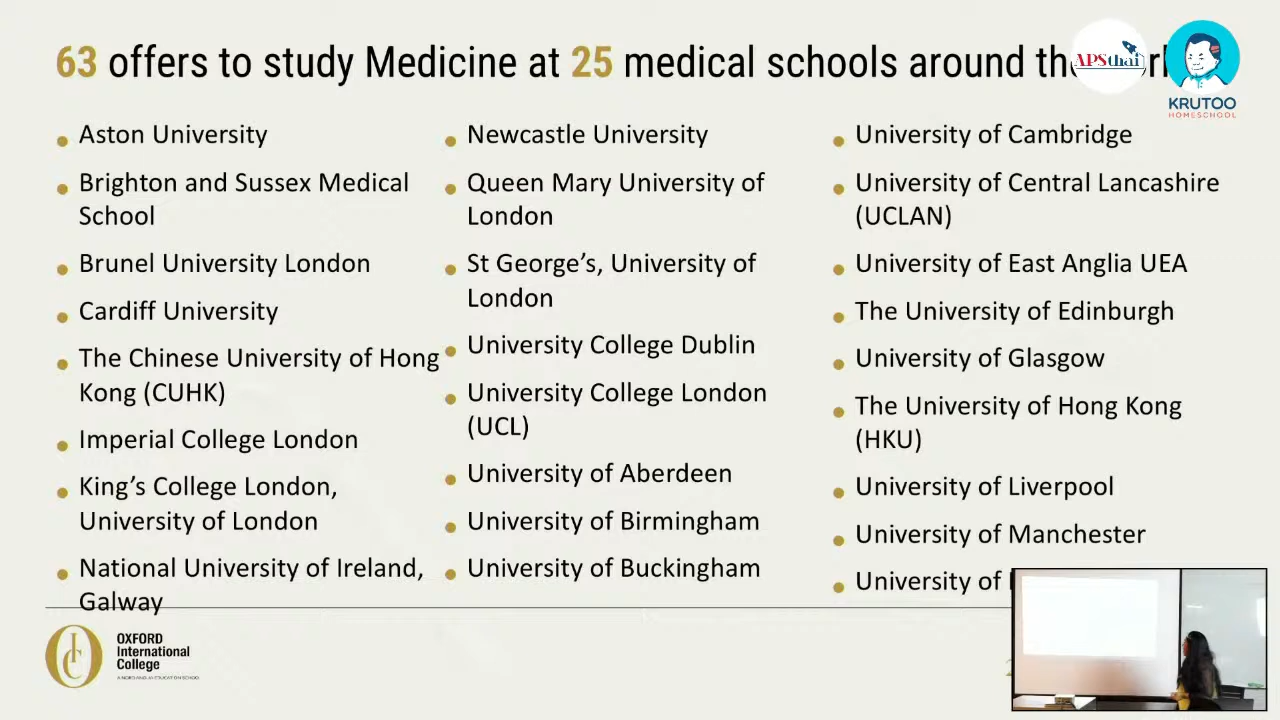 63 offers to study Medicine at 25 medical schools around the
APSthai
KRUTOO
HOMESCHOOL
Aston University
Brighton and Sussex Medical
School
Brunel University London
Cardiff University
The Chinese University of Hong
Kong (CUHK)
Imperial College London
King’s College London,
University of London
National University of Ireland,
Galway
Newcastle University
Queen Mary University of
London
St George’s, University of
London
University College Dublin
University College London
(UCL)
University of Aberdeen
University of Birmingham
University of Buckingham
University of Cambridge
University of Central Lancashire
(UCLAN)
University of East Anglia UEA
The University of Edinburgh
University of Glasgow
The University of Hong Kong
(HKU)
University of Liverpool
University of Manchester
University of
OXFORD
International
College
A NORD ANGLIA EDUCATION SCHOOL